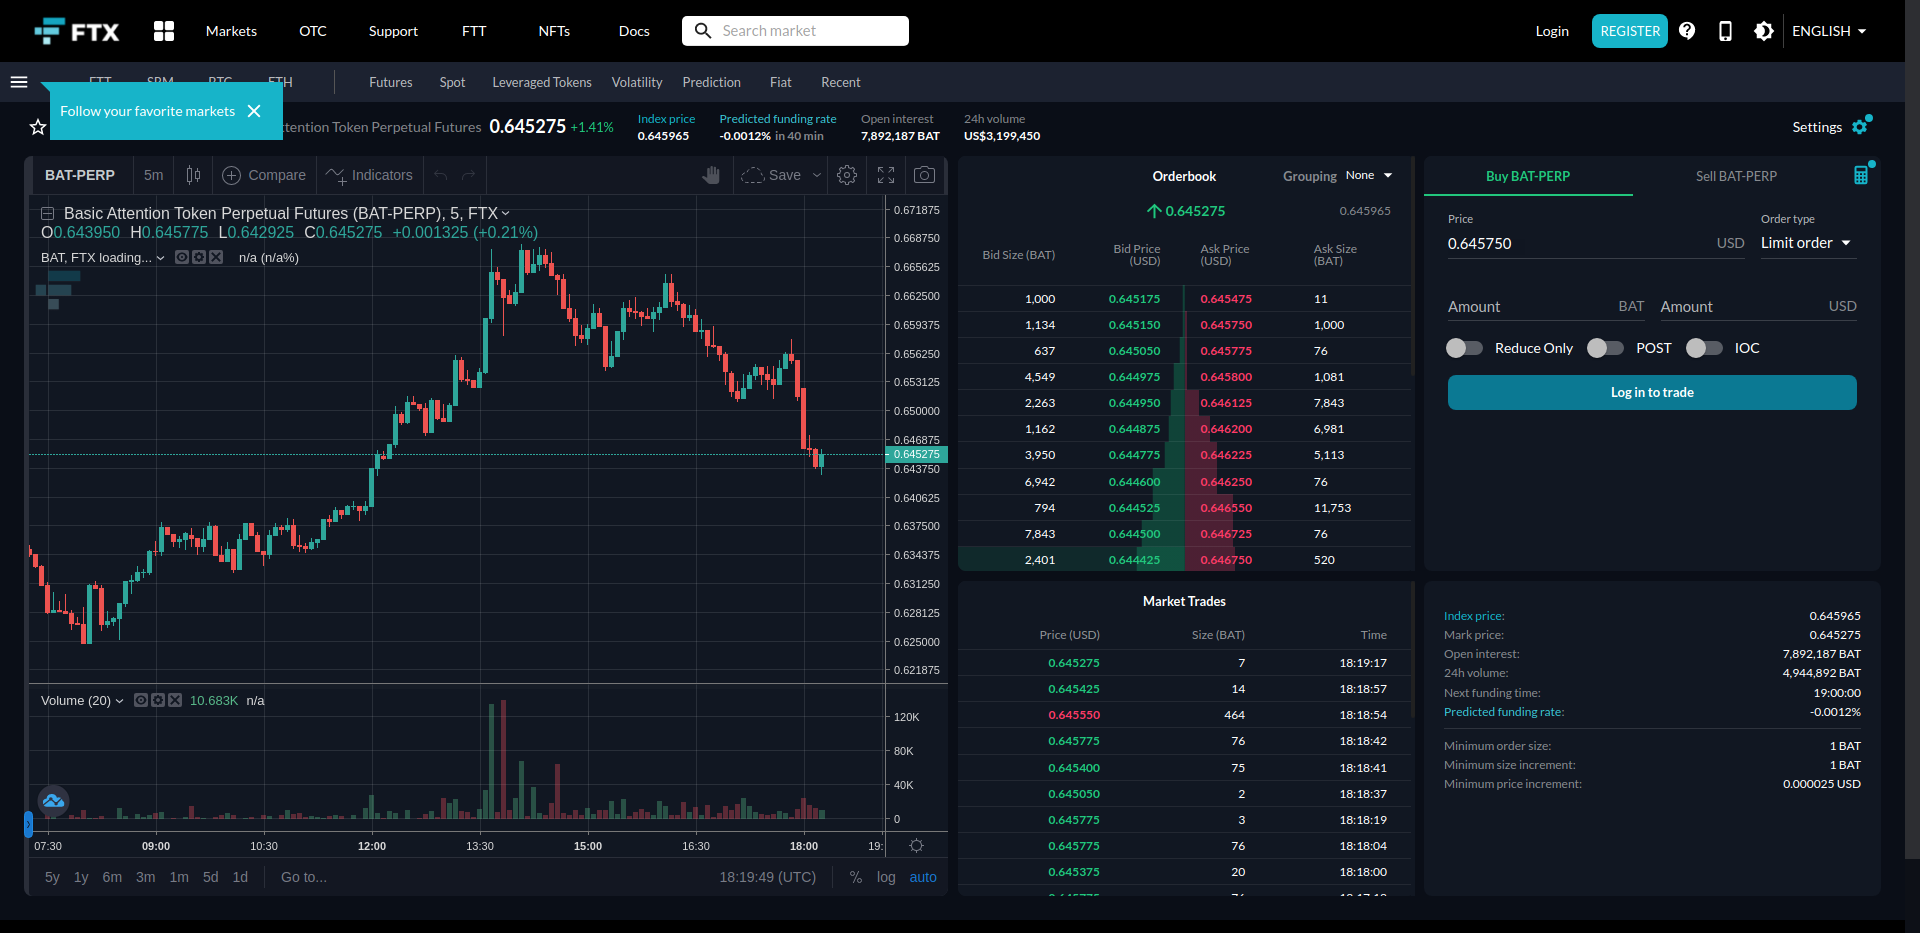 FTX
Markets
OTC
Support
FTT
NFTs
Docs
Search market
Login
REGISTER
ENGLISH
Futures
Spot
Leveraged Tokens
Volatility
Prediction
Fiat
Recent
Follow your favorite markets
Token Perpetual Futures
0.645275 +1.41%
Index price
0.645965
Predicted funding rate
-0.0012% in 40 min
Open interest
7,892,187 BAT
24h volume
US$3,199,450
Settings
BAT-PERP
5m
Compare
Indicators
Save
Basic Attention Token Perpetual Futures (BAT-PERP), 5, FTX
O0.643950 H0.645775 L0.642925 C0.645275 +0.001325 (+0.21%)
BAT, FTX loading...
n/a (n/a%)
0.671875
0.668750
0.665625
0.662500
0.659375
0.656250
0.653125
0.650000
0.646875
0.645275
0.643750
0.640625
0.637500
0.634375
0.631250
0.628125
0.625000
0.621875
Volume (20)
10.683K n/a
120K
80K
40K
0
07:30 09:00 10:30 12:00 13:30 15:00 16:30 18:00 19:
5y 1y 6m 3m 1m 5d 1d
Go to...
18:19:49 (UTC)
% log auto
Orderbook
Grouping None
0.645275
0.645965
Bid Size (BAT) Bid Price (USD) Ask Price (USD) Ask Size (BAT)
1,000 0.645175 0.645475 11
1,134 0.645150 0.645750 1,000
637 0.645050 0.645775 76
4,549 0.644975 0.645800 1,081
2,263 0.644950 0.646125 7,843
1,162 0.644875 0.646200 6,981
3,950 0.644775 0.646225 5,113
6,942 0.644600 0.646250 76
794 0.644525 0.646550 11,753
7,843 0.644500 0.646725 76
2,401 0.644425 0.646750 520
Market Trades
Price (USD) Size (BAT) Time
0.645275 7 18:19:17
0.645425 14 18:18:57
0.645550 464 18:18:54
0.645775 76 18:18:42
0.645400 75 18:18:41
0.645050 2 18:18:37
0.645775 3 18:18:19
0.645775 76 18:18:04
0.645375 20 18:18:00
Buy BAT-PERP
Sell BAT-PERP
Price
0.645750 USD
Order type
Limit order
Amount BAT
Amount USD
Reduce Only
POST
IOC
Log in to trade
Index price: 0.645965
Mark price: 0.645275
Open interest: 7,892,187 BAT
24h volume: 4,944,892 BAT
Next funding time: 19:00:00
Predicted funding rate: -0.0012%
Minimum order size: 1 BAT
Minimum size increment: 1 BAT
Minimum price increment: 0.000025 USD